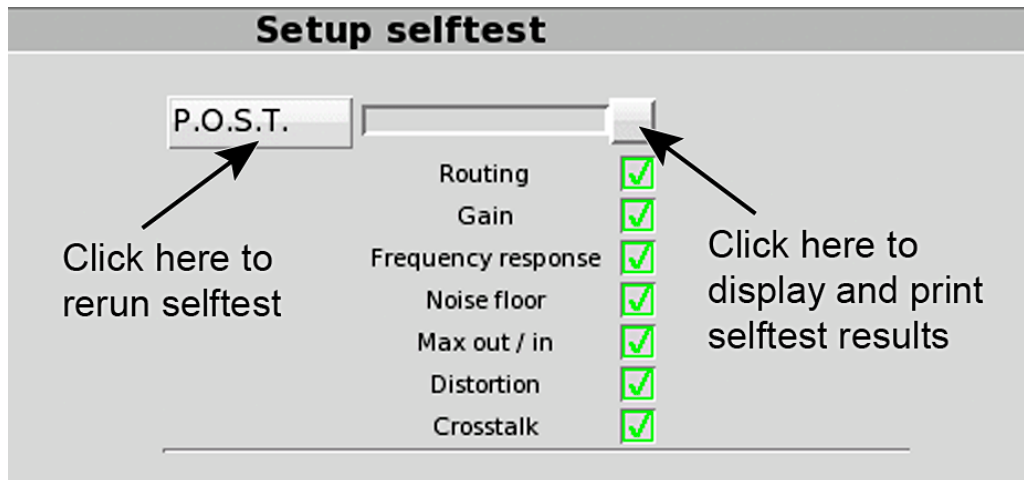 Setup selftest
P.O.S.T.
Routing
Gain
Frequency response
Noise floor
Max out / in
Distortion
Crosstalk
Click here to
rerun selftest
Click here to
display and print
selftest results